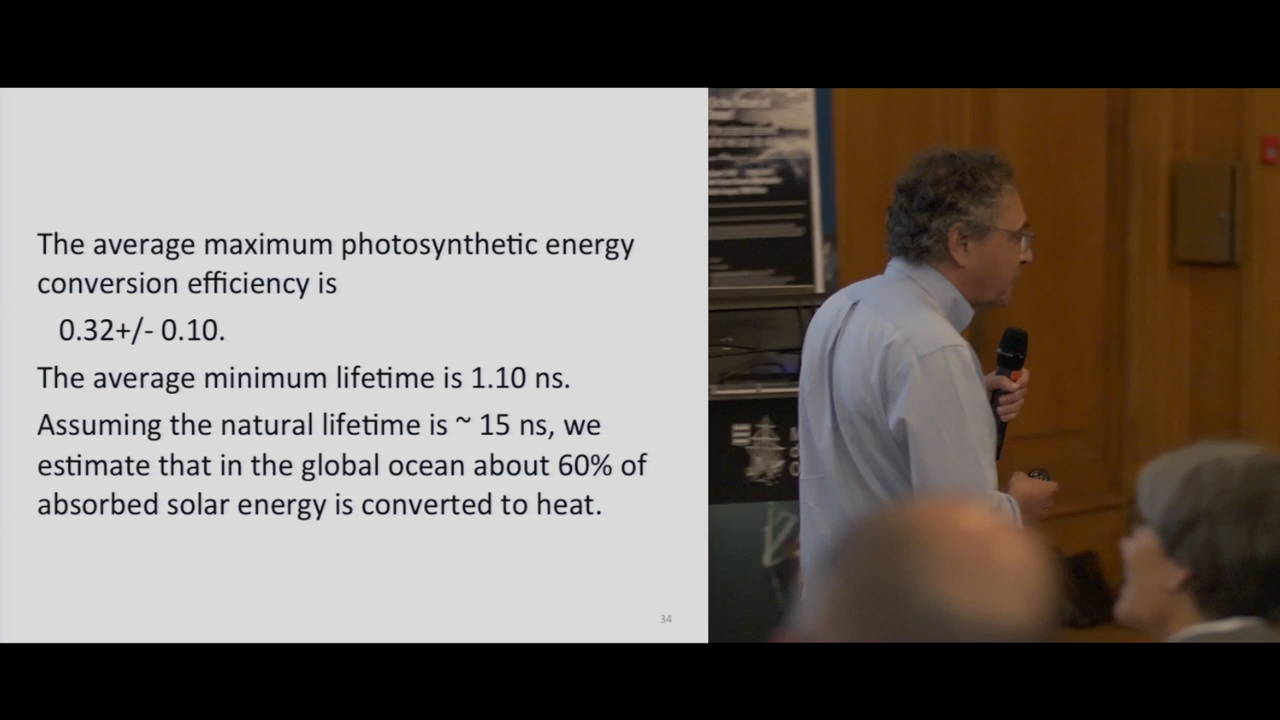 The average maximum photosynthetic energy
conversion efficiency is
0.32+/- 0.10.
The average minimum lifetime is 1.10 ns.
Assuming the natural lifetime is ~ 15 ns, we
estimate that in the global ocean about 60% of
absorbed solar energy is converted to heat.
34